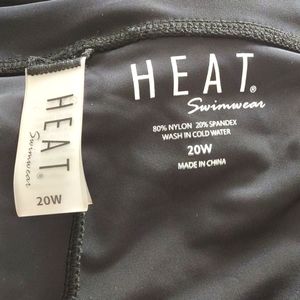 HEAT
Swimwear
20W
HEAT®
Swimwear
80% NYLON 20% SPANDEX
WASH IN COLD WATER
20W
MADE IN CHINA